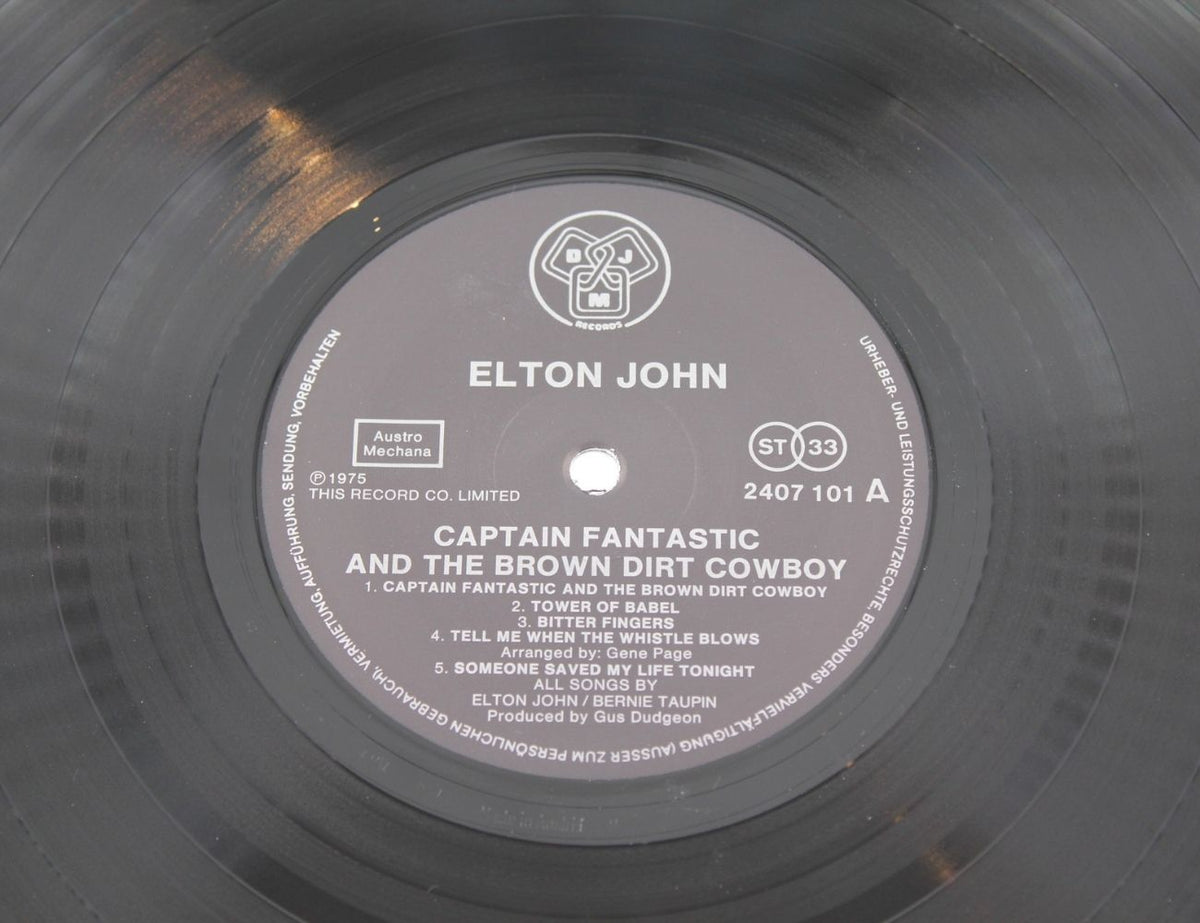 D J
M
RECORDS
ELTON JOHN
Austro
Mechana
ST 33
℗ 1975
THIS RECORD CO. LIMITED
2407 101 A
CAPTAIN FANTASTIC
AND THE BROWN DIRT COWBOY
1. CAPTAIN FANTASTIC AND THE BROWN DIRT COWBOY
2. TOWER OF BABEL
3. BITTER FINGERS
4. TELL ME WHEN THE WHISTLE BLOWS
Arranged by: Gene Page
5. SOMEONE SAVED MY LIFE TONIGHT
ALL SONGS BY
ELTON JOHN / BERNIE TAUPIN
Produced by Gus Dudgeon
URHEBER- UND LEISTUNGSSCHUTZRECHTE, BESONDERS VERVIELFÄLTIGUNG (AUSSER ZUM PERSÖNLICHEN GEBRAUCH), VERMIETUNG, AUFFÜHRUNG, SENDUNG, VORBEHALTEN